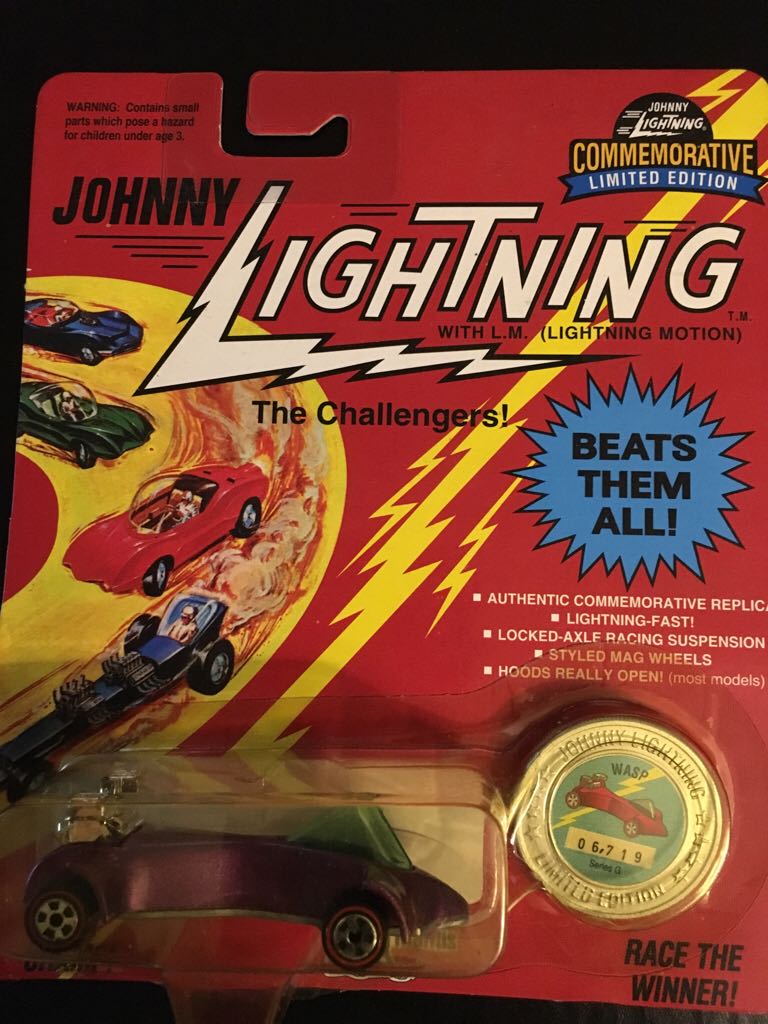 WARNING: Contains small
parts which pose a hazard
for children under age 3.
JOHNNY
LIGHTNING®
COMMEMORATIVE
LIMITED EDITION
JOHNNY
LIGHTNING
T.M.
WITH L.M. (LIGHTNING MOTION)
The Challengers!
BEATS
THEM
ALL!
■ AUTHENTIC COMMEMORATIVE REPLICA
■ LIGHTNING-FAST!
■ LOCKED-AXLE RACING SUSPENSION
■ STYLED MAG WHEELS
■ HOODS REALLY OPEN! (most models)
JOHNNY LIGHTNING
WASP
06,719
Series G
LIMITED EDITION
RACE THE
WINNER!